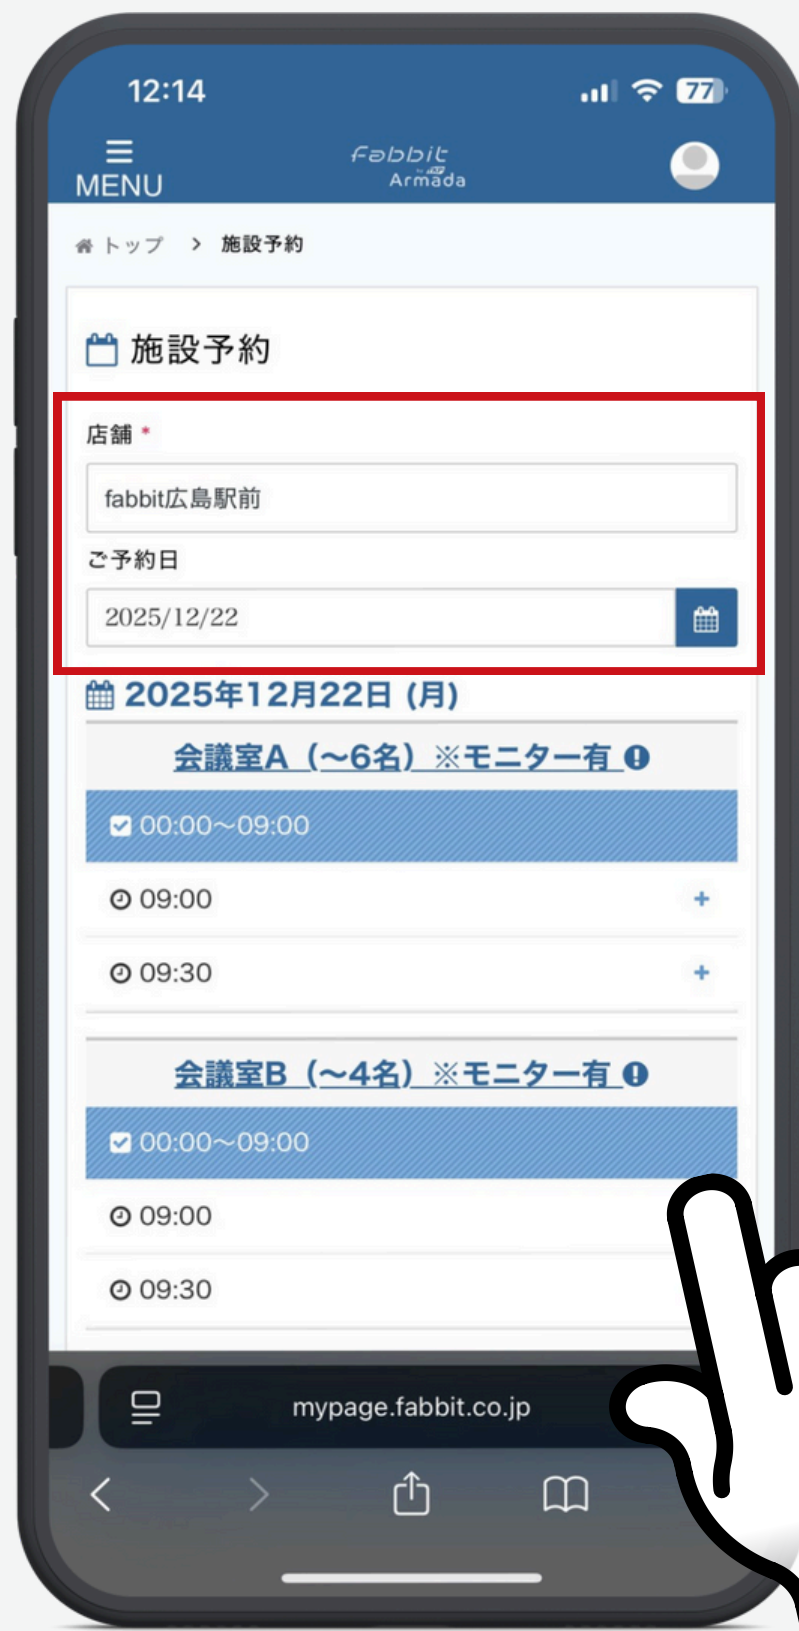 12:14
77
MENU
fabbit
Armada
トップ > 施設予約
施設予約
店舗 *
fabbit広島駅前
ご予約日
2025/12/22
2025年12月22日 (月)
会議室A（～6名）※モニター有
00:00～09:00
09:00 +
09:30 +
会議室B（～4名）※モニター有
00:00～09:00
09:00
09:30
mypage.fabbit.co.jp